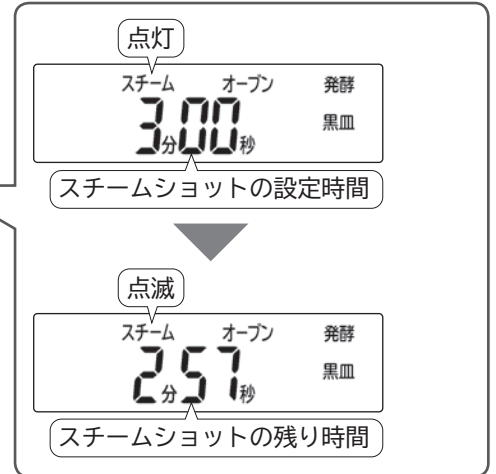 点灯
スチーム オーブン 発酵
3分00秒 黒皿
スチームショットの設定時間
点滅
スチーム オーブン 発酵
2分57秒 黒皿
スチームショットの残り時間